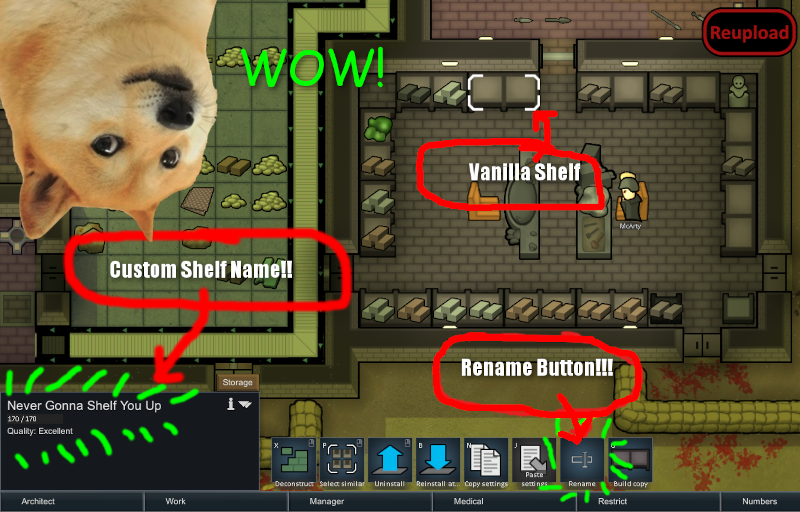 Reupload
WOW!
Vanilla Shelf
McArty
Custom Shelf Name!!
Rename Button!!!
Storage
Never Gonna Shelf You Up
170 / 170
Quality: Excellent
X
P
B
N
J
Deconstruct
Select similar
Uninstall
Reinstall at...
Copy settings
Paste settings
Rename
Build copy
Architect
Work
Manager
Medical
Restrict
Numbers